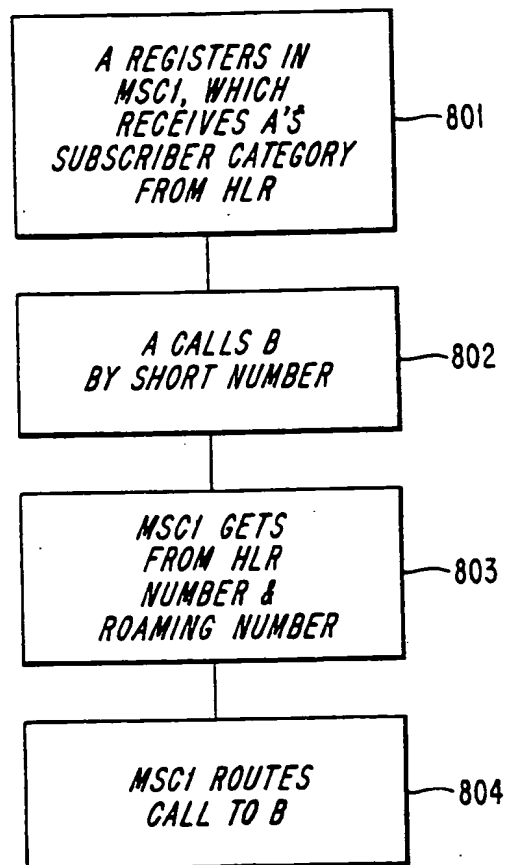 A REGISTERS IN
MSC1, WHICH
RECEIVES A'S
SUBSCRIBER CATEGORY
FROM HLR
801
A CALLS B
BY SHORT NUMBER
802
MSC1 GETS
FROM HLR
NUMBER &
ROAMING NUMBER
803
MSC1 ROUTES
CALL TO B
804